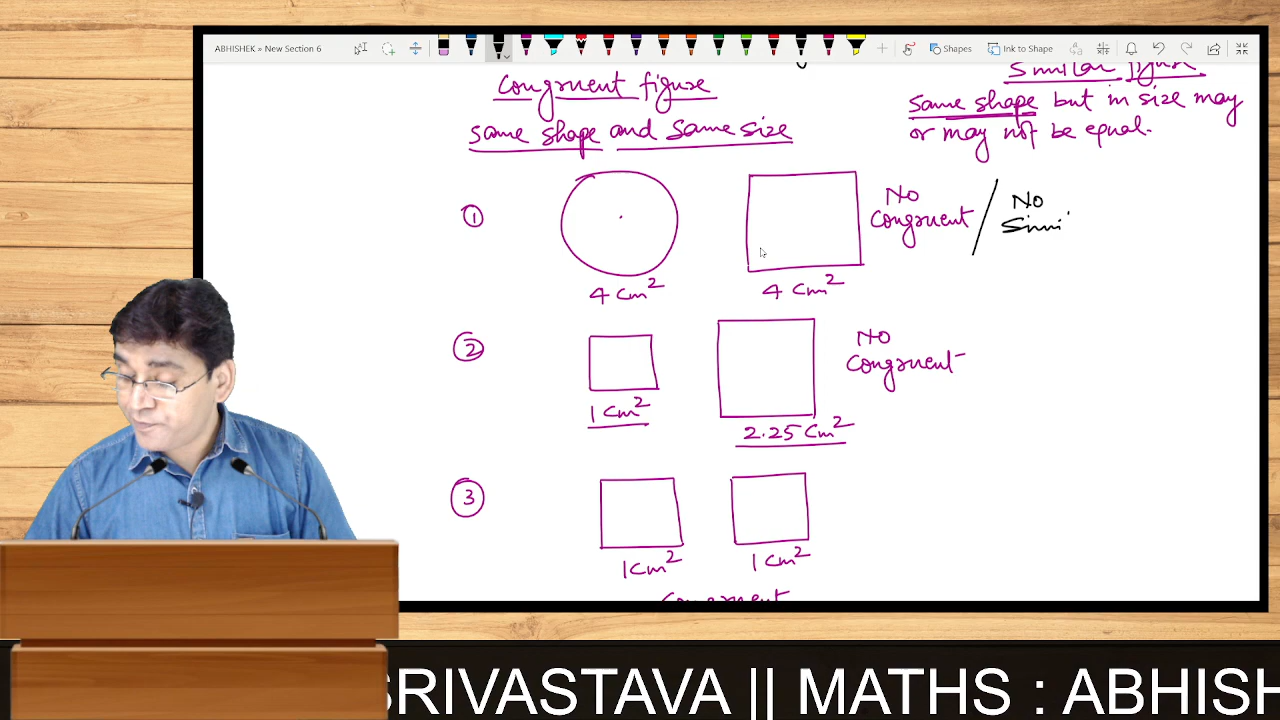 ABHISHEK » New Section 6
Shapes
Ink to Shape
Congruent figure
same shape and same size
Similar figure
same shape but in size may
or may not be equal.
①
4 cm²
4 cm²
No
Congruent
No
Simi
②
1 cm²
2.25 cm²
No
Congruent
③
1 cm²
1 cm²
Congruent
SRIVASTAVA || MATHS : ABHISH